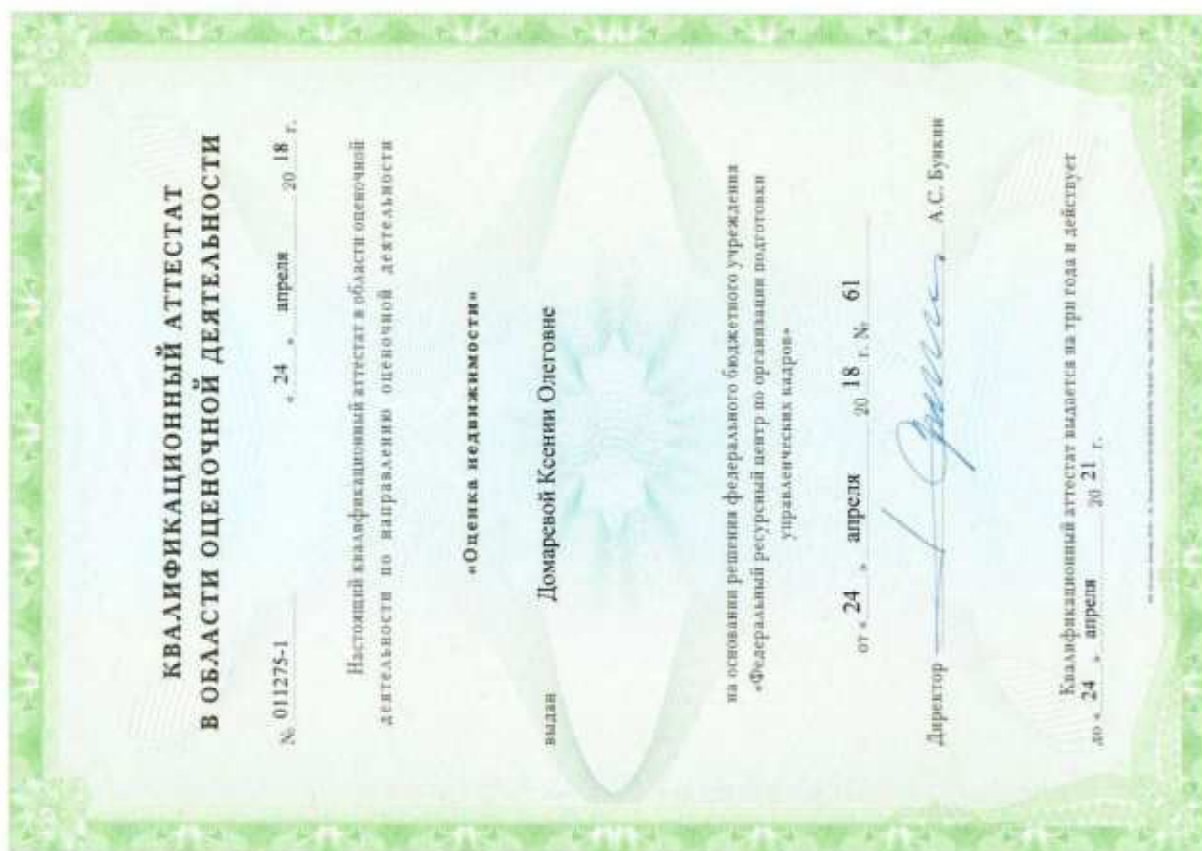 КВАЛИФИКАЦИОННЫЙ АТТЕСТАТ
В ОБЛАСТИ ОЦЕНОЧНОЙ ДЕЯТЕЛЬНОСТИ
№ 011275-1 « 24 » апреля 20 18 г.
Настоящий квалификационный аттестат в области оценочной
деятельности по направлению оценочной деятельности
«Оценка недвижимости»
выдан Домаревой Ксении Олеговне
на основании решения федерального бюджетного учреждения
«Федеральный ресурсный центр по организации подготовки
управленческих кадров»
от « 24 » апреля 20 18 г. № 61
Директор А.С. Бункин
Квалификационный аттестат выдается на три года и действует
до « 24 » апреля 20 21 г.